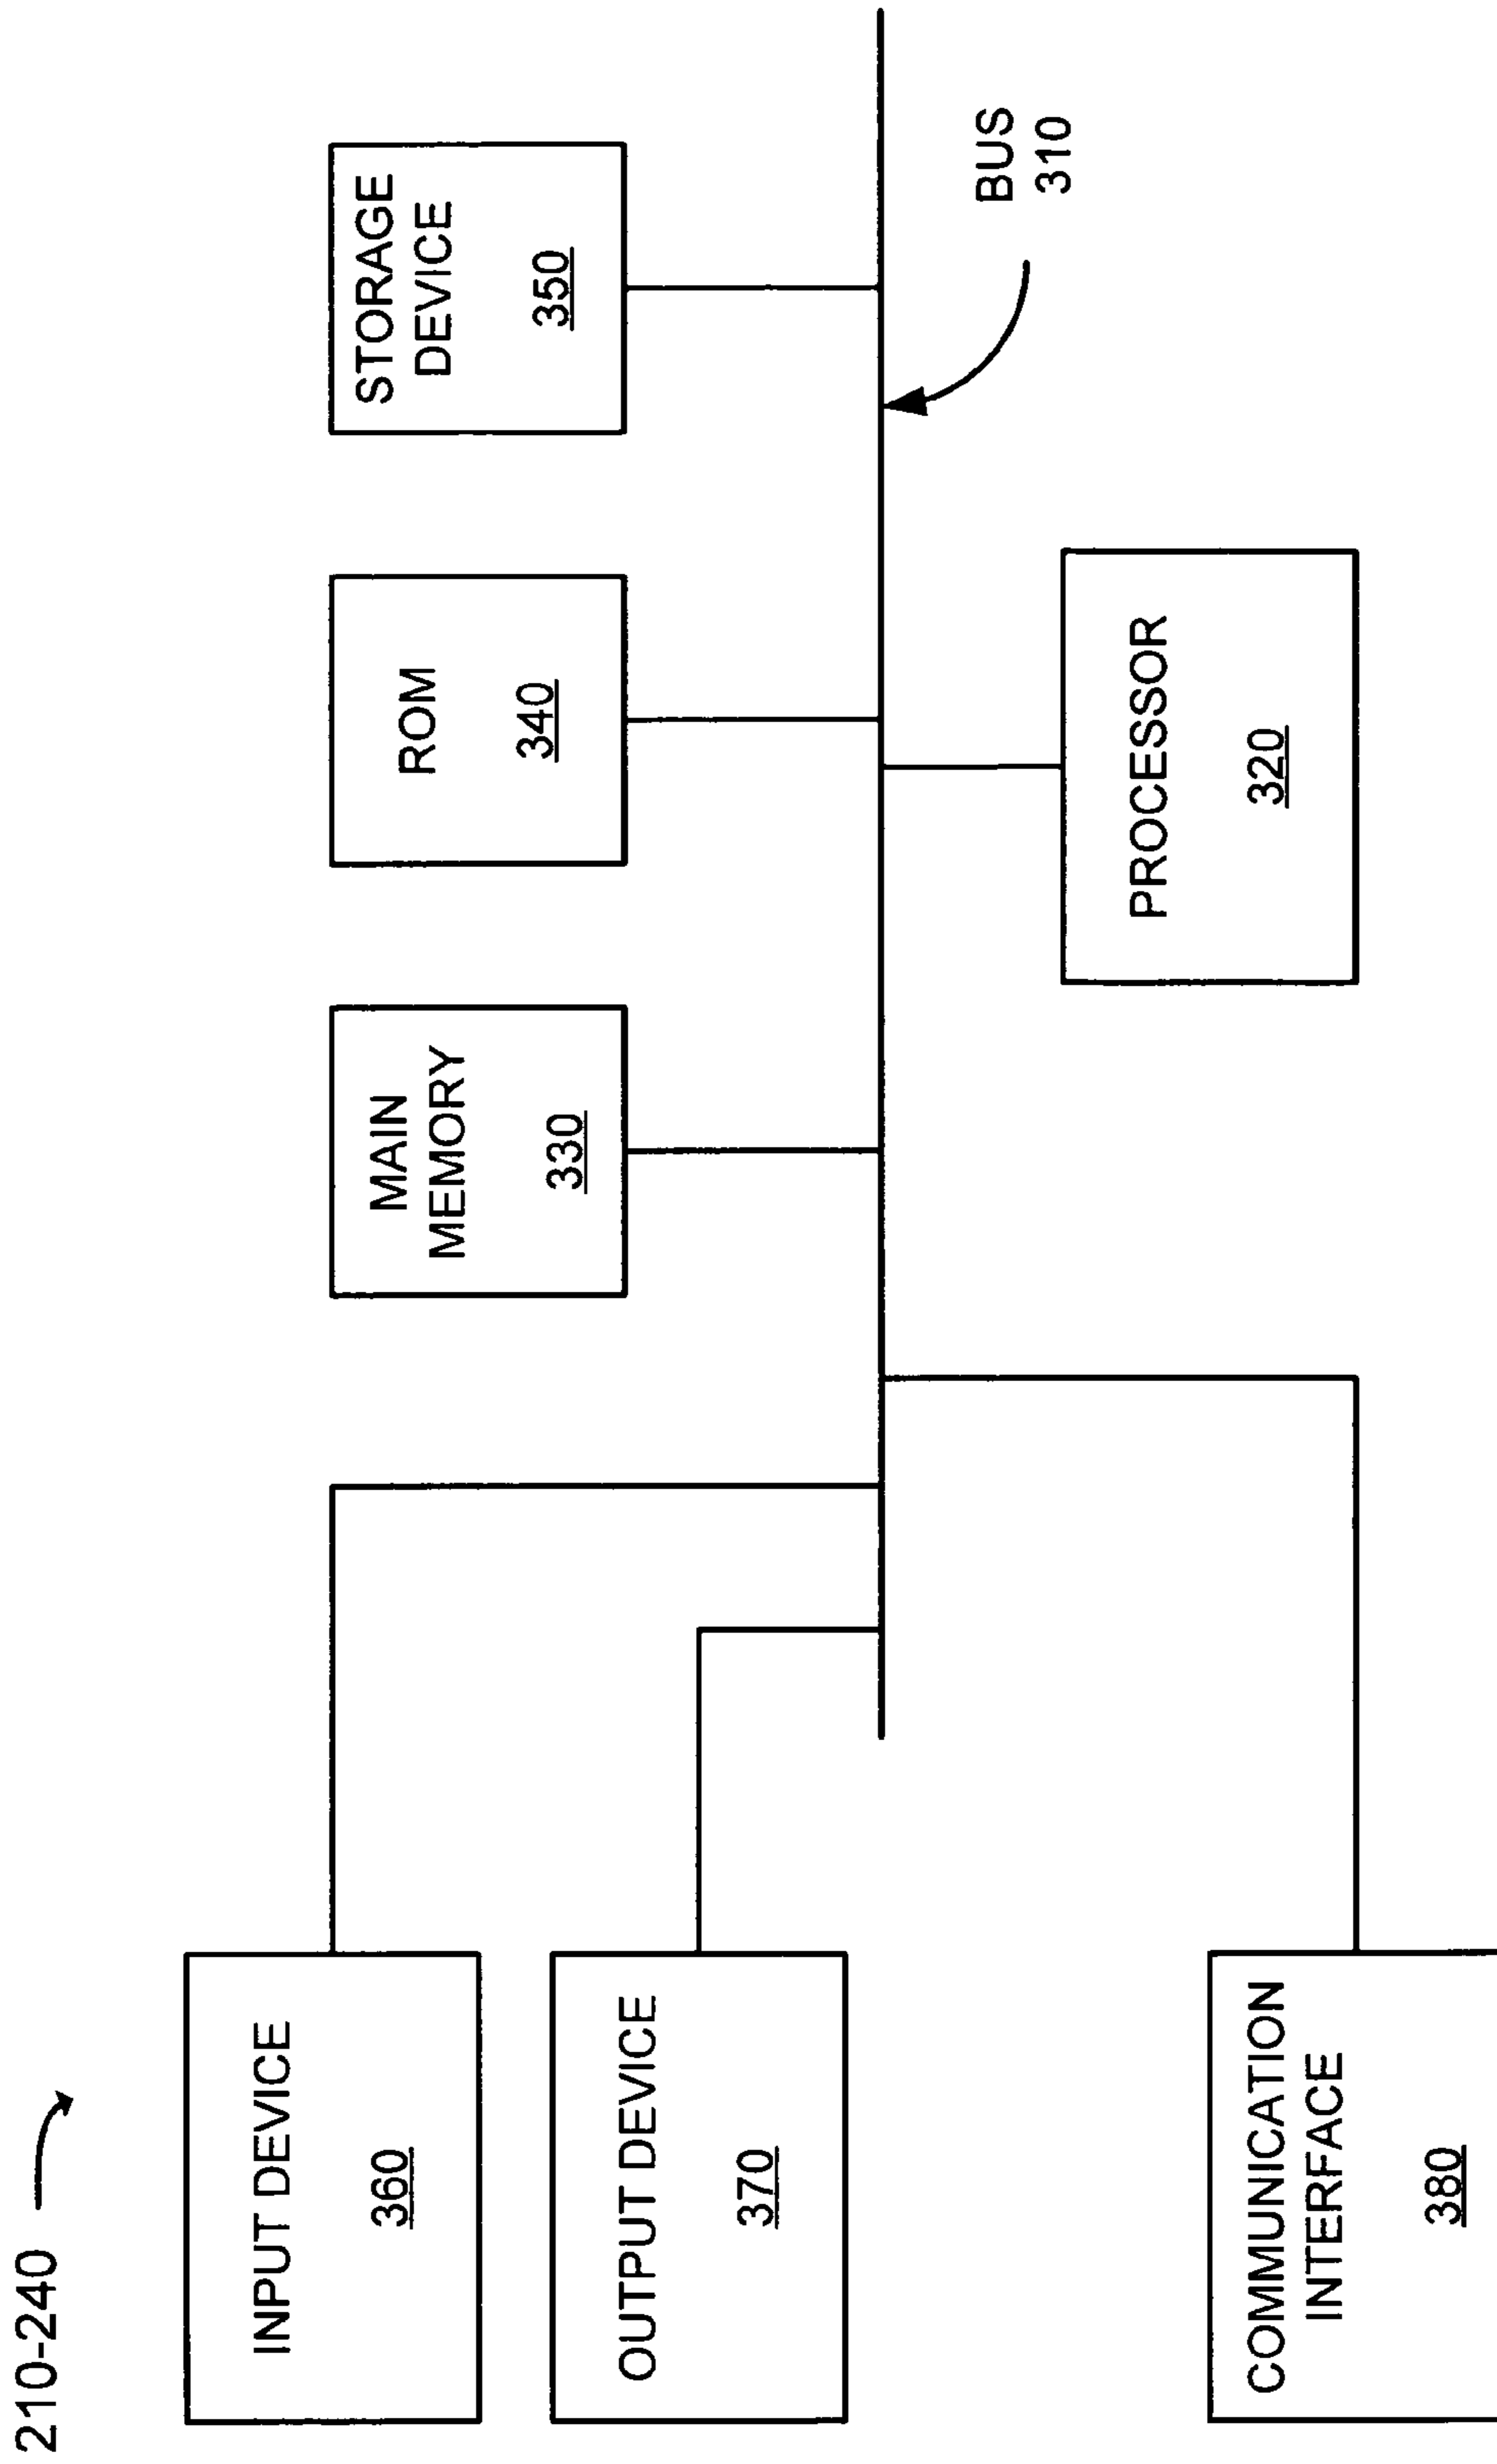 210-240
INPUT DEVICE
360
OUTPUT DEVICE
370
COMMUNICATION
INTERFACE
380
MAIN
MEMORY
330
ROM
340
STORAGE
DEVICE
350
PROCESSOR
320
BUS
310